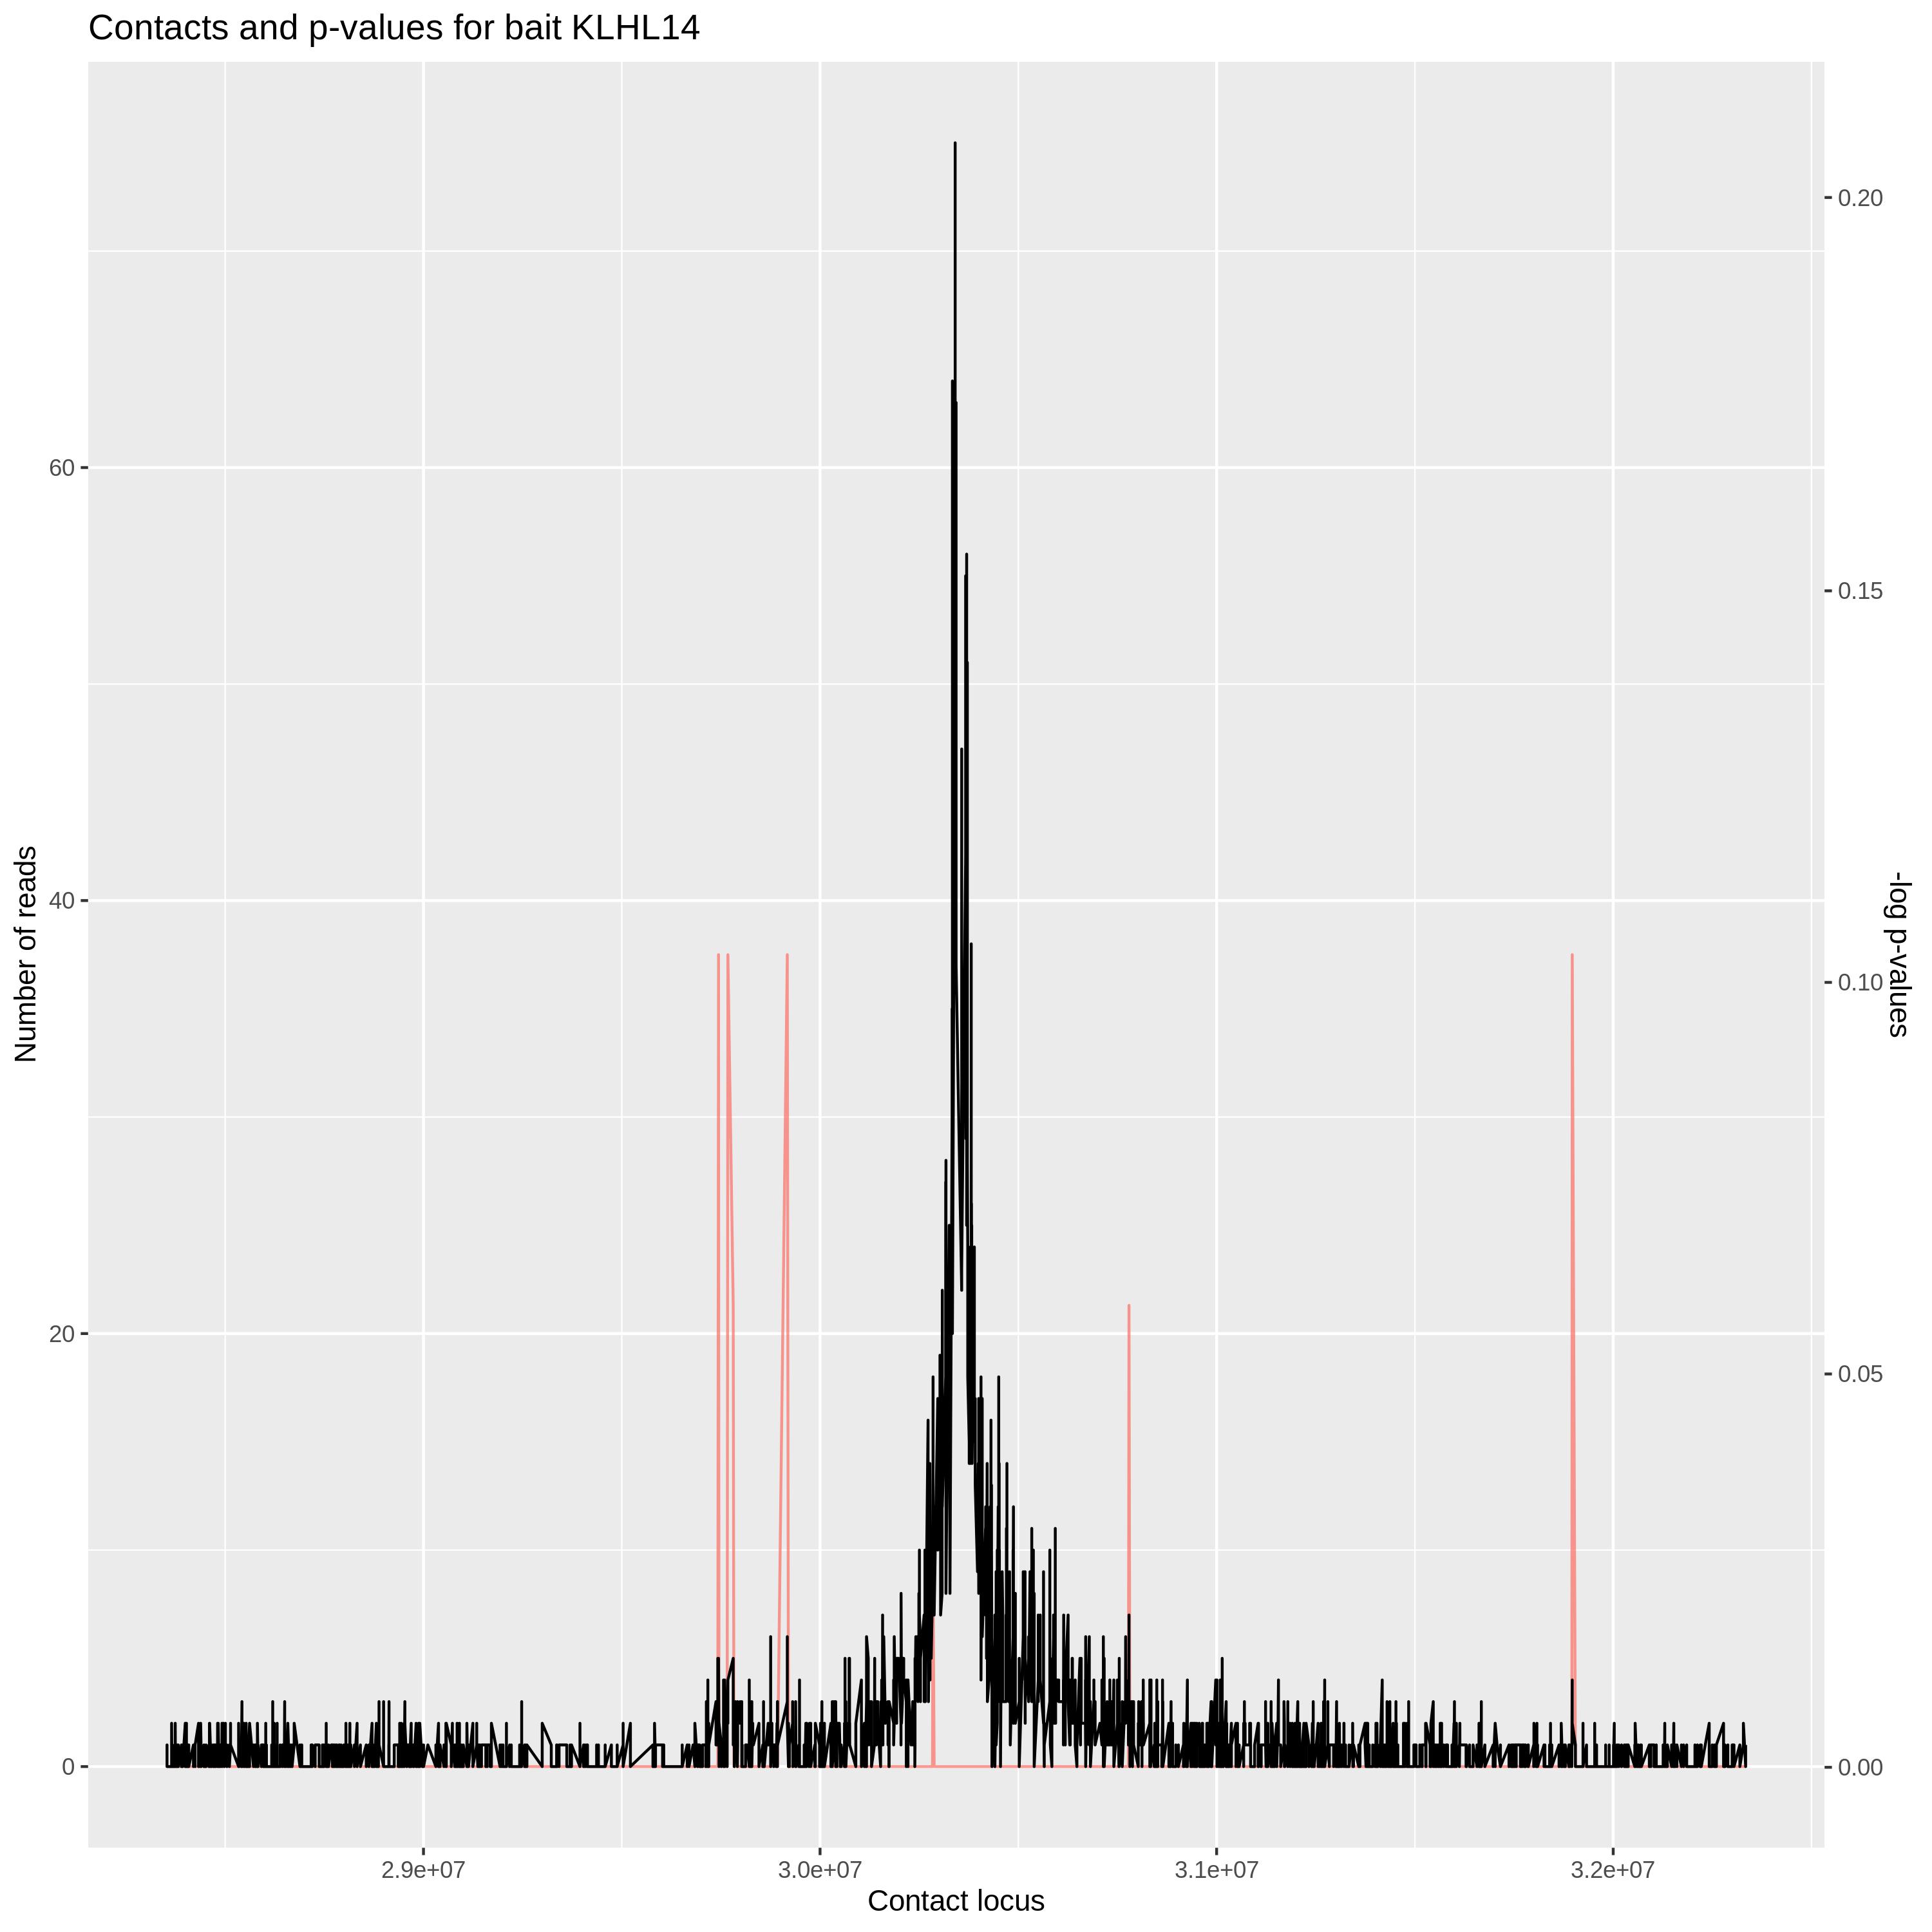 Contacts and p-values for bait KLHL14
60
40
20
0
Number of reads
0.20
0.15
0.10
0.05
0.00
-log p-values
2.9e+07
3.0e+07
3.1e+07
3.2e+07
Contact locus